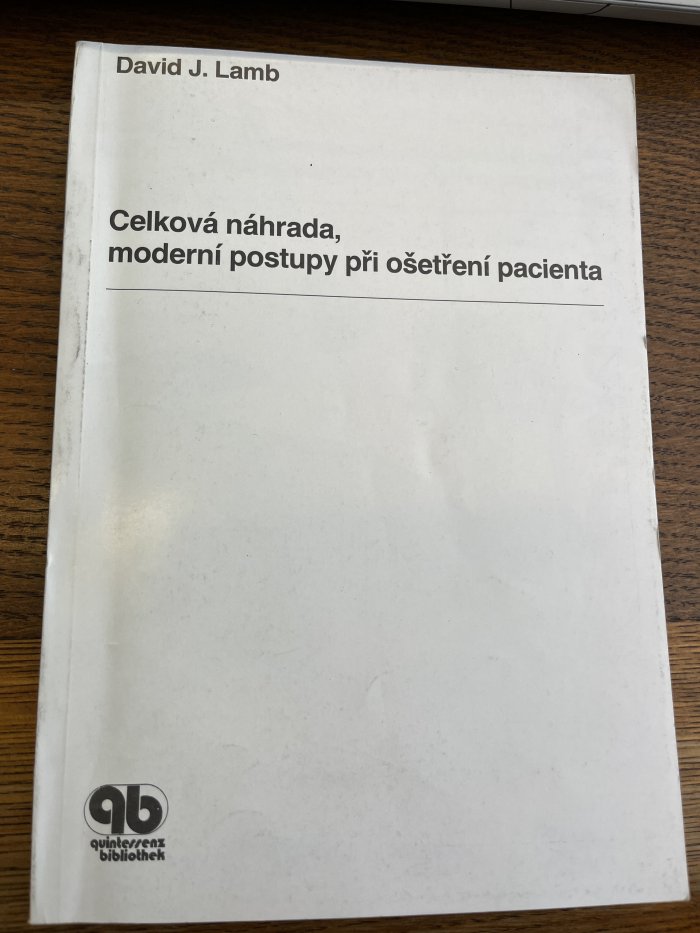 David J. Lamb
Celková náhrada,
moderní postupy při ošetření pacienta
qb
quintessenz
bibliothek